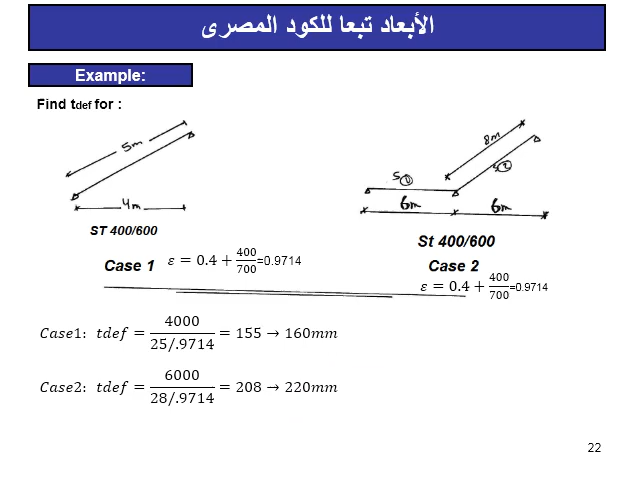 الأبعاد تبعا للكود المصرى
Example:
Find tdef for :
5m
4m
ST 400/600
Case 1 ε = 0.4 + 400/700=0.9714
8m
S① S②
6m 6m
St 400/600
Case 2
ε = 0.4 + 400/700=0.9714
Case1: tdef = 4000/(25/.9714) = 155 → 160mm
Case2: tdef = 6000/(28/.9714) = 208 → 220mm
22